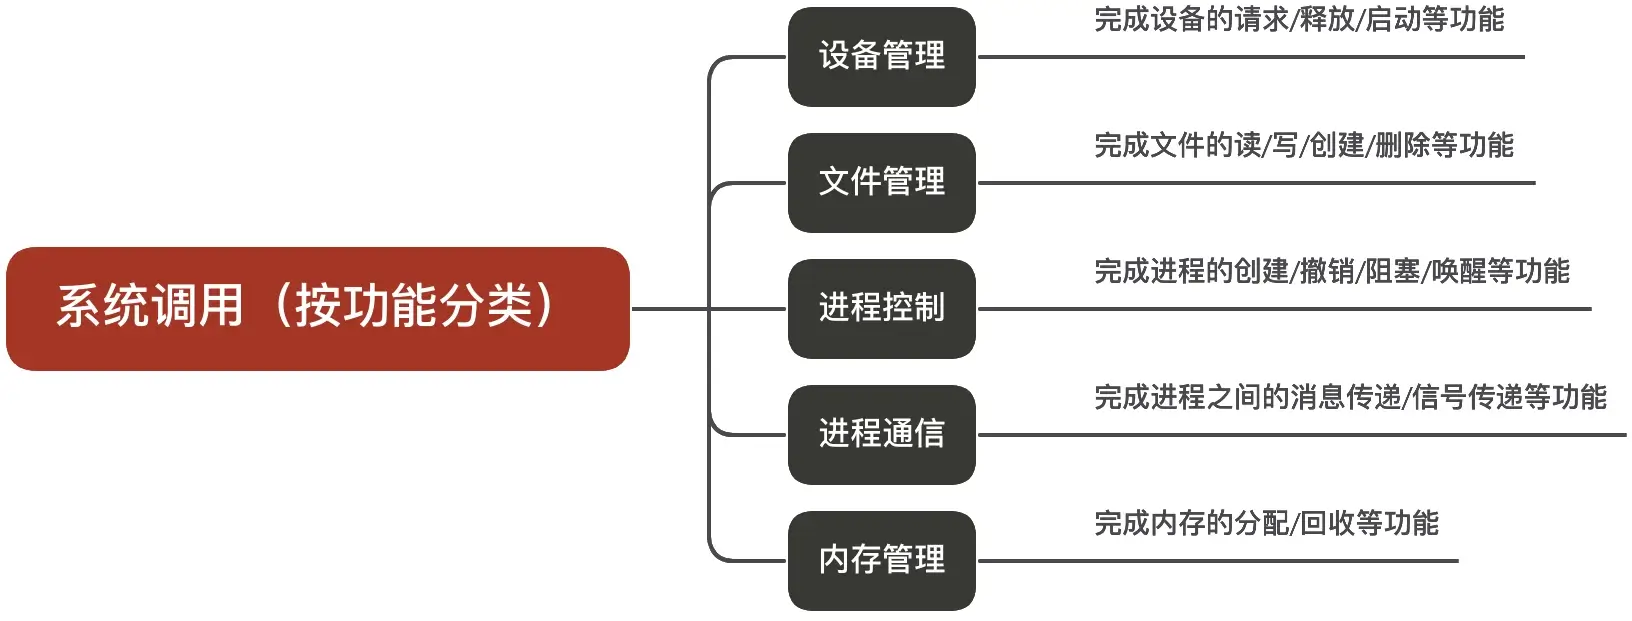 系统调用（按功能分类）
设备管理
完成设备的请求/释放/启动等功能
文件管理
完成文件的读/写/创建/删除等功能
进程控制
完成进程的创建/撤销/阻塞/唤醒等功能
进程通信
完成进程之间的消息传递/信号传递等功能
内存管理
完成内存的分配/回收等功能